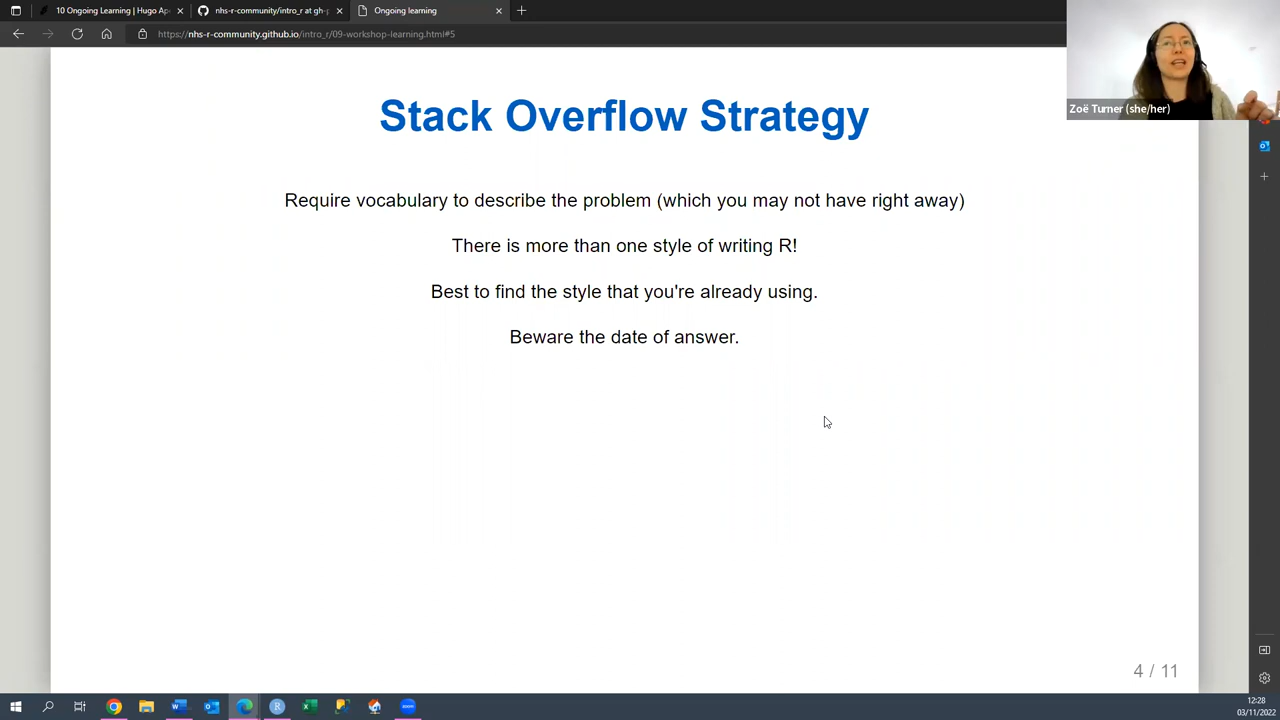 10 Ongoing Learning | Hugo Ap
nhs-r-community/intro_r at gh-p
Ongoing learning
https://nhs-r-community.github.io/intro_r/09-workshop-learning.html#5
Zoë Turner (she/her)
Stack Overflow Strategy
Require vocabulary to describe the problem (which you may not have right away)
There is more than one style of writing R!
Best to find the style that you're already using.
Beware the date of answer.
4 / 11
12:28
03/11/2022